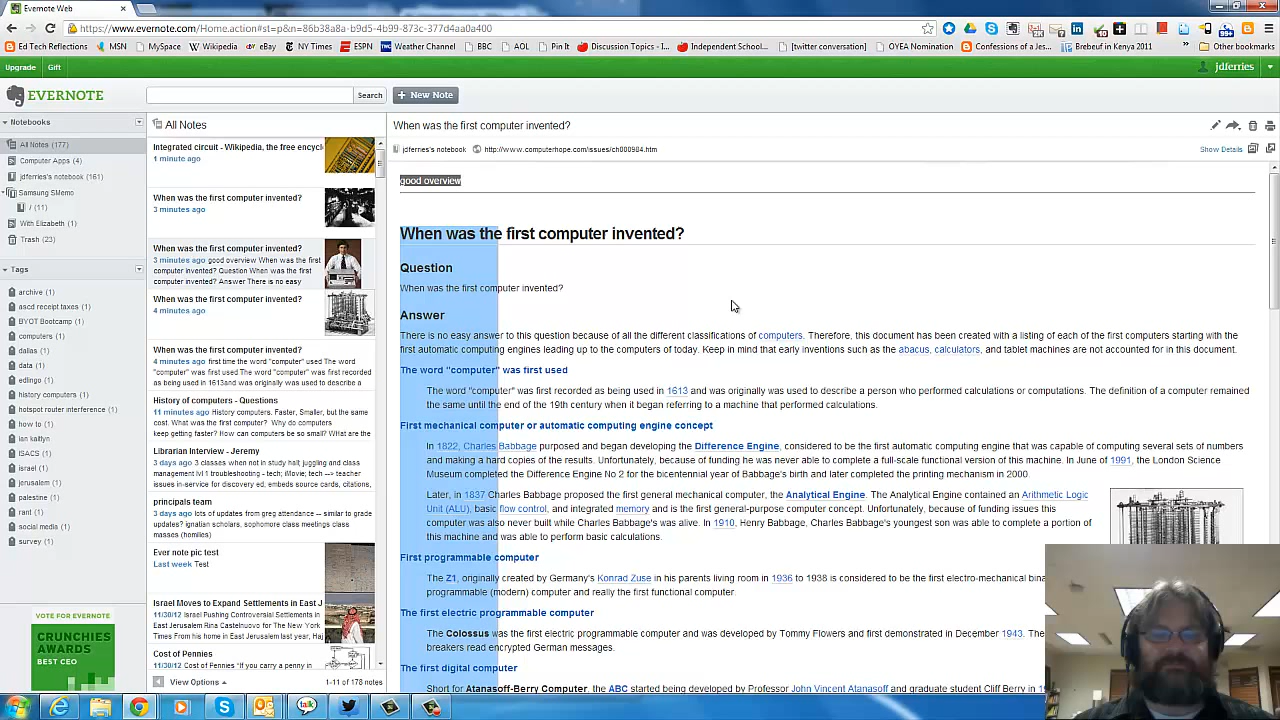 Evernote Web
https://www.evernote.com/Home.action#st=p&n=86b38a8a-b9d5-4b99-873c-377d4aa0a400
Ed Tech Reflections MSN MySpace Wikipedia eBay NY Times ESPN Weather Channel BBC AOL Pin It Discussion Topics - I... Independent School... [twitter conversation] OYEA Nomination Confessions of a Jes... Brebeuf in Kenya 2011 Other bookmarks
Upgrade Gift jdferries
EVERNOTE Search + New Note
Notebooks
All Notes (177)
Computer Apps (4)
jdferries's notebook (161)
Samsung SMemo
/ (11)
With Elizabeth (1)
Trash (23)
Tags
archive (1)
ascd receipt taxes (1)
BYOT Bootcamp (1)
computers (1)
dallas (1)
data (1)
edlingo (1)
history computers (1)
hotspot router interference (1)
how to (1)
ian kaitlyn
ISACS (1)
israel (1)
jerusalem (1)
palestine (1)
rant (1)
social media (1)
survey (1)
VOTE FOR EVERNOTE
CRUNCHIES
AWARDS
BEST CEO
All Notes
Integrated circuit - Wikipedia, the free encycl
1 minute ago
When was the first computer invented?
3 minutes ago
When was the first computer invented?
3 minutes ago good overview When was the first
computer invented? Question When was the first
computer invented? Answer There is no easy
When was the first computer invented?
4 minutes ago
When was the first computer invented?
4 minutes ago first time the word "computer" used The word
"computer" was first recorded as being used
in 1613and was originally was used to describe a
History of computers - Questions
11 minutes ago History computers. Faster, Smaller, but the same
cost. What was the first computer? Why do computers
keep getting faster? How can computers be so small? WHat are the
Librarian Interview - Jeremy
3 days ago 3 classes when not in study hall, juggling and class
management lvl 1 troubleshooting - tech; iMove; tech --> teacher
issues in-service for discovery ed, embeds source cards, citations,
principals team
3 days ago updates from greg attendance -- similar to grade
updates? ignatian scholars, sophomore class meetings class
masses (homilies)
Ever note pic test
Last week Test
Israel Moves to Expand Settlements in East J
11/30/12 Israel Pushing Controversial Settlements in
East Jerusalem Rina Castelnuovo for The New York
Times From his home in East Jerusalem last year, Haj
Cost of Pennies
11/30/12 Cost of Pennies "If you carry a penny in
View Options 1-11 of 178 notes
When was the first computer invented?
jdferries's notebook http://www.computerhope.com/issues/ch000984.htm Show Details
good overview
When was the first computer invented?
Question
When was the first computer invented?
Answer
There is no easy answer to this question because of all the different classifications of computers. Therefore, this document has been created with a listing of each of the first computers starting with the
first automatic computing engines leading up to the computers of today. Keep in mind that early inventions such as the abacus, calculators, and tablet machines are not accounted for in this document.
The word "computer" was first used
The word "computer" was first recorded as being used in 1613 and was originally was used to describe a person who performed calculations or computations. The definition of a computer remained
the same until the end of the 19th century when it began referring to a machine that performed calculations.
First mechanical computer or automatic computing engine concept
In 1822, Charles Babbage purposed and began developing the Difference Engine, considered to be the first automatic computing engine that was capable of computing several sets of numbers
and making a hard copies of the results. Unfortunately, because of funding he was never able to complete a full-scale functional version of this machine. In June of 1991, the London Science
Museum completed the Difference Engine No 2 for the bicentennial year of Babbage's birth and later completed the printing mechanism in 2000.
Later, in 1837 Charles Babbage proposed the first general mechanical computer, the Analytical Engine. The Analytical Engine contained an Arithmetic Logic
Unit (ALU), basic flow control, and integrated memory and is the first general-purpose computer concept. Unfortunately, because of funding issues this
computer was also never built while Charles Babbage's was alive. In 1910, Henry Babbage, Charles Babbage's youngest son was able to complete a portion of
this machine and was able to perform basic calculations.
First programmable computer
The Z1, originally created by Germany's Konrad Zuse in his parents living room in 1936 to 1938 is considered to be the first electro-mechanical bina
programmable (modern) computer and really the first functional computer.
The first electric programmable computer
The Colossus was the first electric programmable computer and was developed by Tommy Flowers and first demonstrated in December 1943. The
breakers read encrypted German messages.
The first digital computer
Short for Atanasoff-Berry Computer, the ABC started being developed by Professor John Vincent Atanasoff and graduate student Cliff Berry in 1